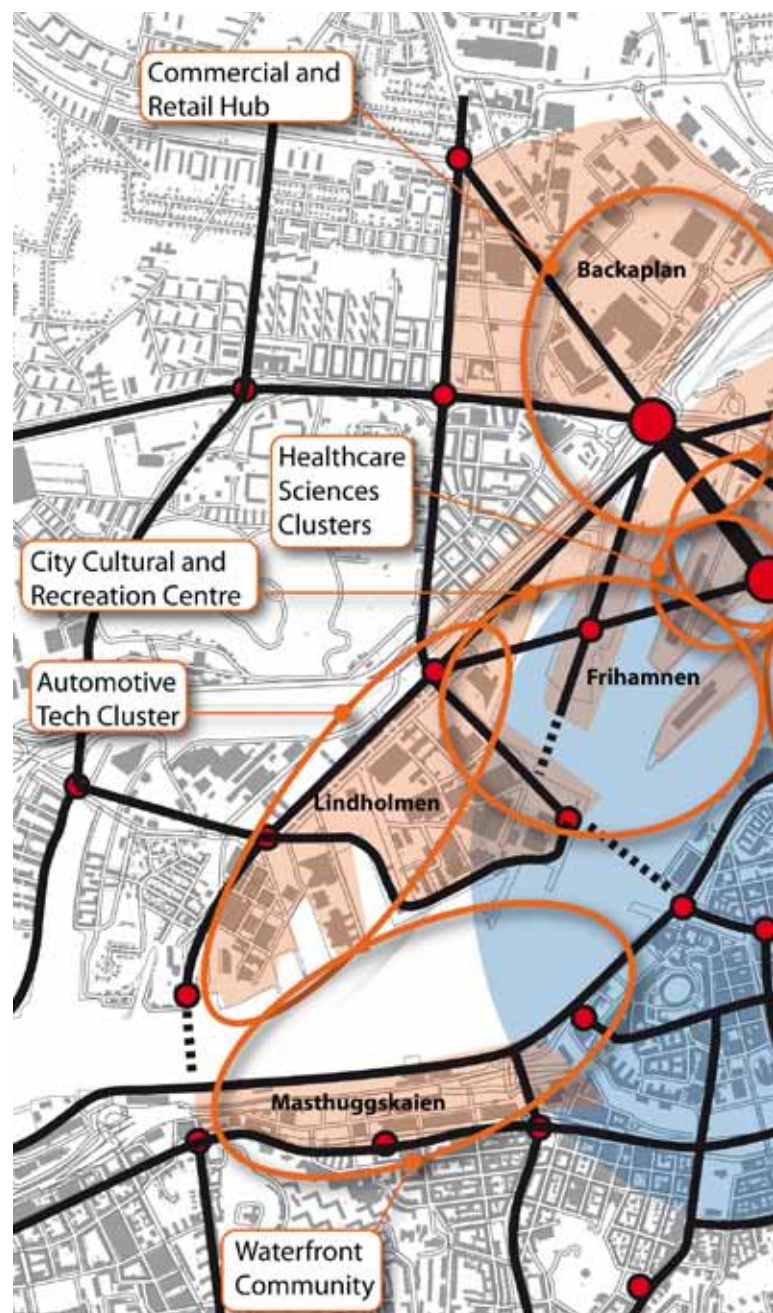 Commercial and
Retail Hub
Backaplan
Healthcare
Sciences
Clusters
City Cultural and
Recreation Centre
Frihamnen
Automotive
Tech Cluster
Lindholmen
Masthuggskaien
Waterfront
Community